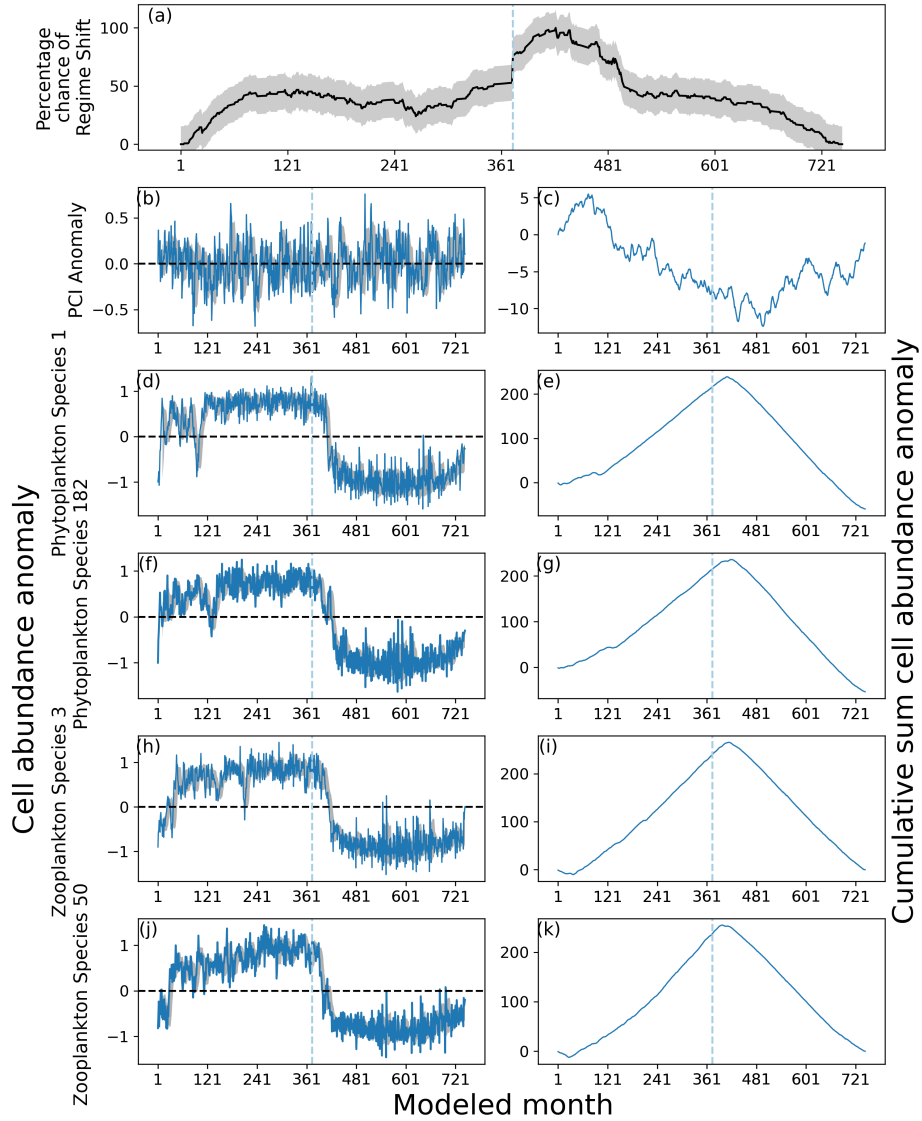 (a)
Percentage
chance of
Regime Shift
100
50
0
1 121 241 361 481 601 721
(b)
PCI Anomaly
0.5
0.0
−0.5
1 121 241 361 481 601 721
(c)
5
0
−5
−10
1 121 241 361 481 601 721
(d)
Phytoplankton Species 1
1
0
−1
1 121 241 361 481 601 721
(e)
200
100
0
1 121 241 361 481 601 721
(f)
Phytoplankton Species 182
1
0
−1
1 121 241 361 481 601 721
(g)
200
100
0
1 121 241 361 481 601 721
(h)
Zooplankton Species 3
1
0
−1
1 121 241 361 481 601 721
(i)
200
100
0
1 121 241 361 481 601 721
(j)
Zooplankton Species 50
1
0
−1
1 121 241 361 481 601 721
(k)
200
100
0
1 121 241 361 481 601 721
Cell abundance anomaly
Cumulative sum cell abundance anomaly
Modeled month